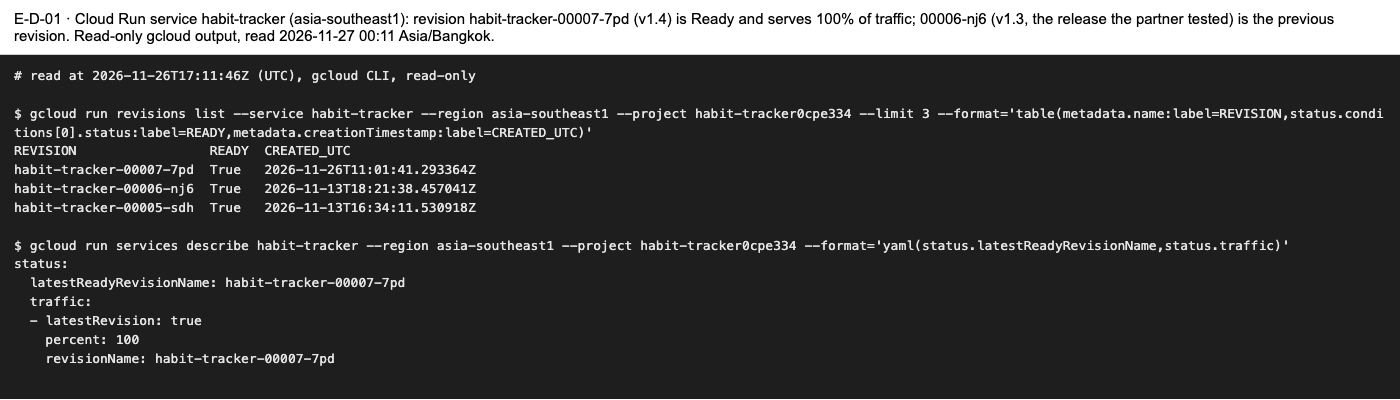 E-D-01 · Cloud Run service habit-tracker (asia-southeast1): revision habit-tracker-00007-7pd (v1.4) is Ready and serves 100% of traffic; 00006-nj6 (v1.3, the release the partner tested) is the previous
revision. Read-only gcloud output, read 2026-11-27 00:11 Asia/Bangkok.
# read at 2026-11-26T17:11:46Z (UTC), gcloud CLI, read-only
$ gcloud run revisions list --service habit-tracker --region asia-southeast1 --project habit-tracker0cpe334 --limit 3 --format='table(metadata.name:label=REVISION,status.condi
tions[0].status:label=READY,metadata.creationTimestamp:label=CREATED_UTC)'
REVISION                 READY  CREATED_UTC
habit-tracker-00007-7pd  True   2026-11-26T11:01:41.293364Z
habit-tracker-00006-nj6  True   2026-11-13T18:21:38.457041Z
habit-tracker-00005-sdh  True   2026-11-13T16:34:11.530918Z
$ gcloud run services describe habit-tracker --region asia-southeast1 --project habit-tracker0cpe334 --format='yaml(status.latestReadyRevisionName,status.traffic)'
status:
  latestReadyRevisionName: habit-tracker-00007-7pd
  traffic:
  - latestRevision: true
    percent: 100
    revisionName: habit-tracker-00007-7pd